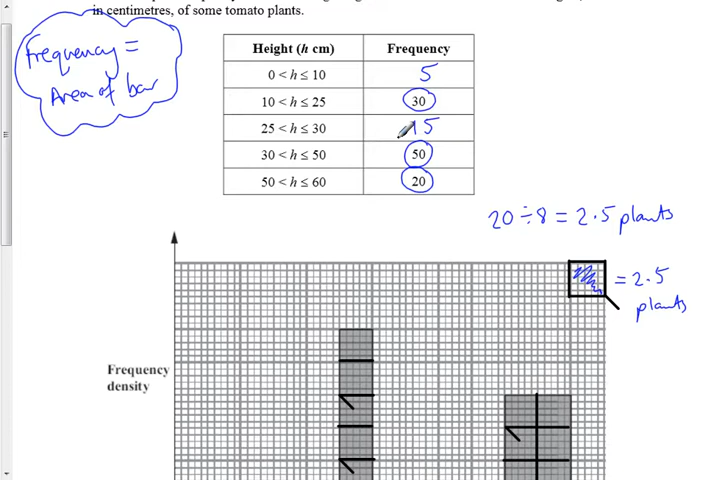 in centimetres, of some tomato plants.
Frequency =
Area of bar
Height (h cm) Frequency
0 < h ≤ 10 5
10 < h ≤ 25 30
25 < h ≤ 30 15
30 < h ≤ 50 50
50 < h ≤ 60 20
20 ÷ 8 = 2.5 plants
= 2.5
plants
Frequency
density